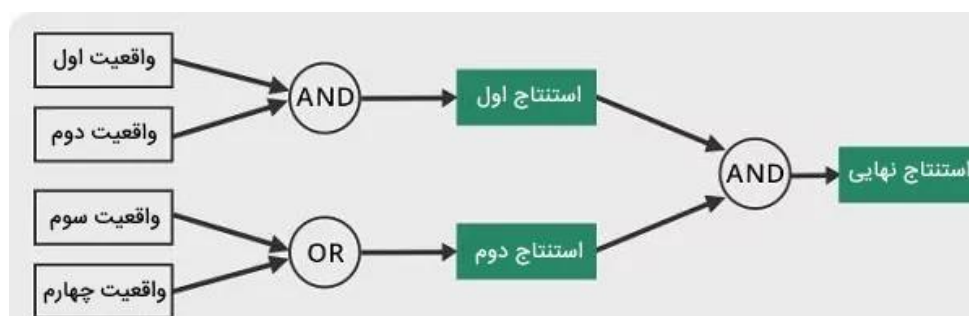 واقعیت اول
واقعیت دوم
AND
استنتاج اول
واقعیت سوم
واقعیت چهارم
OR
استنتاج دوم
AND
استنتاج نهایی